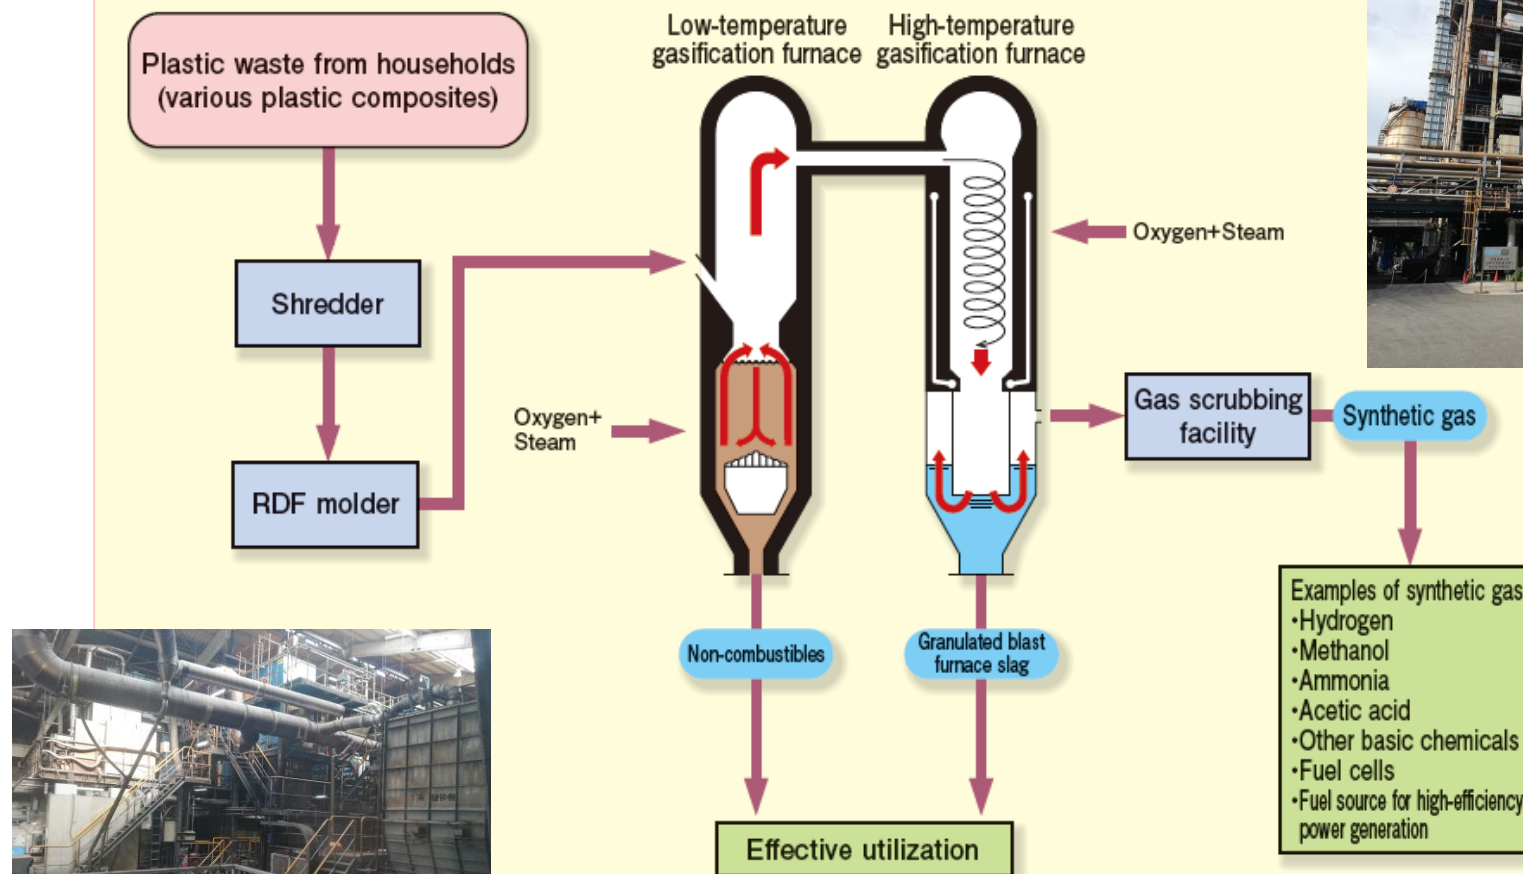 Low-temperature
gasification furnace
High-temperature
gasification furnace
Plastic waste from households
(various plastic composites)
Oxygen+Steam
Shredder
Gas scrubbing
facility
Synthetic gas
Oxygen+
Steam
RDF molder
Examples of synthetic gas
•Hydrogen
•Methanol
•Ammonia
•Acetic acid
•Other basic chemicals
•Fuel cells
•Fuel source for high-efficiency
power generation
Non-combustibles
Granulated blast
furnace slag
Effective utilization